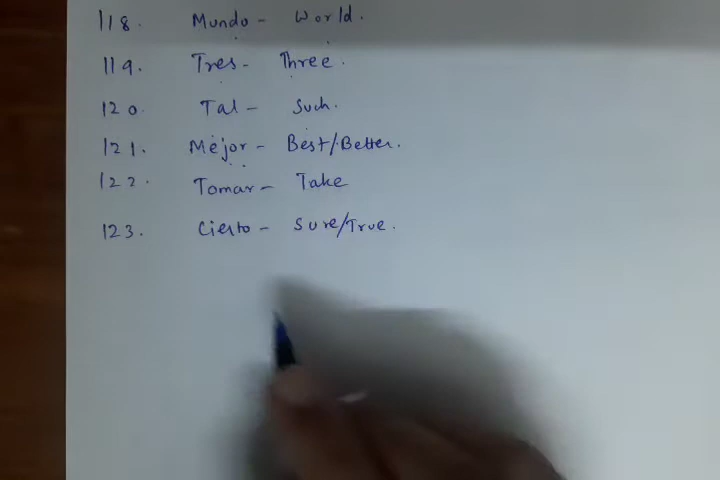 118. Mundo - World.
119. Tres - Three.
120. Tal - Such.
121. Mejor - Best/Better.
122. Tomar - Take
123. Cierto - Sure/True.